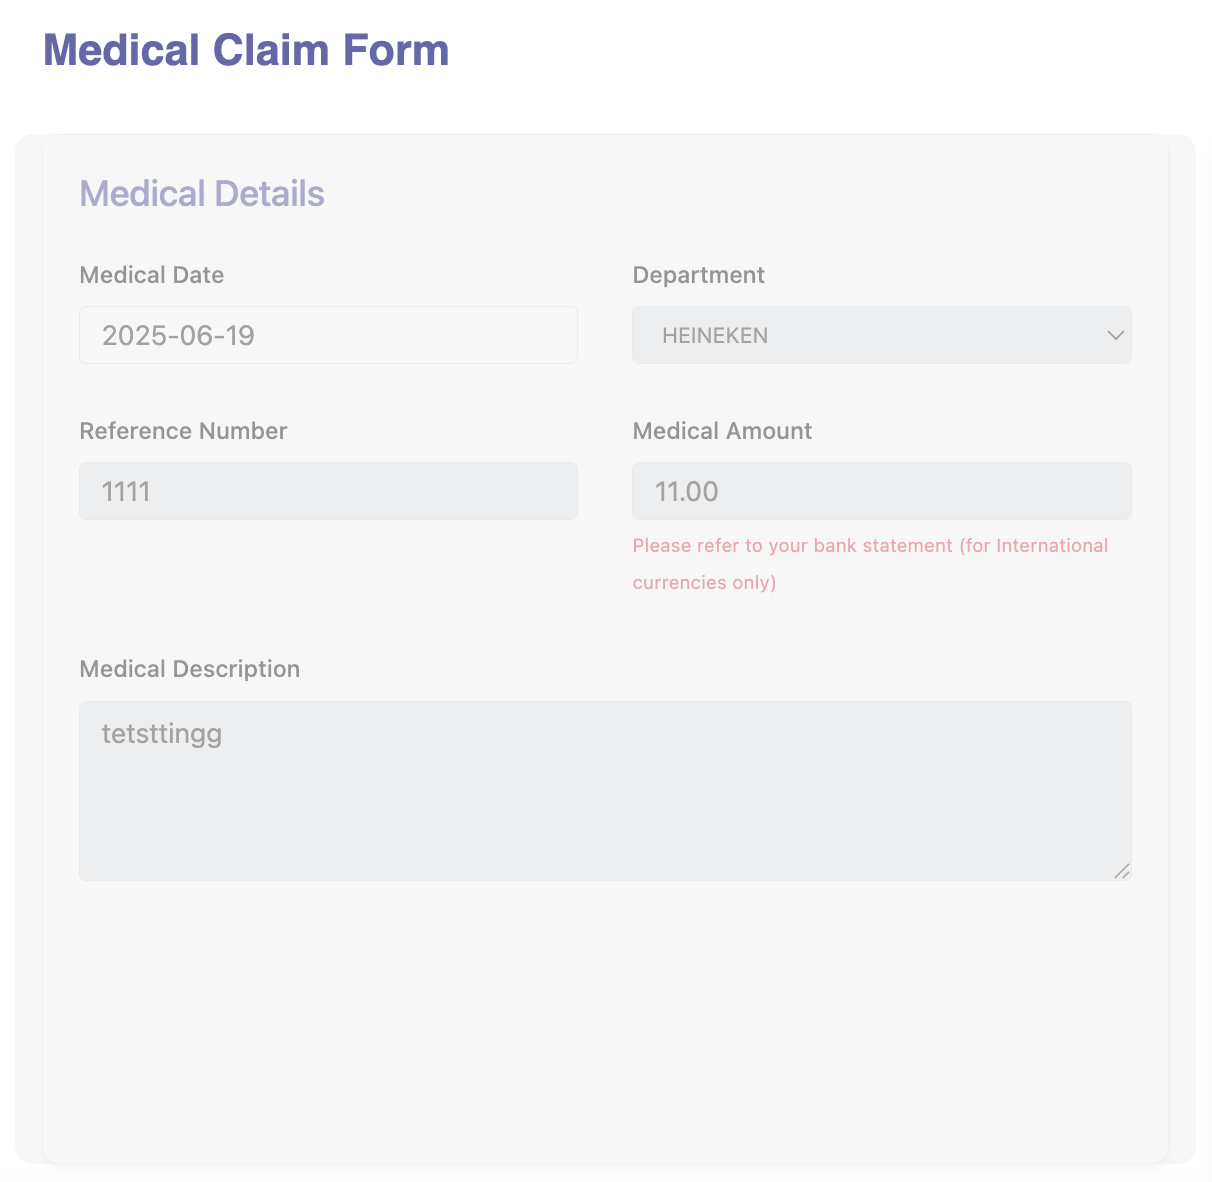 Medical Claim Form
Medical Details
Medical Date
Department
2025-06-19
HEINEKEN
Reference Number
Medical Amount
1111
11.00
Please refer to your bank statement (for International
currencies only)
Medical Description
tetsttingg